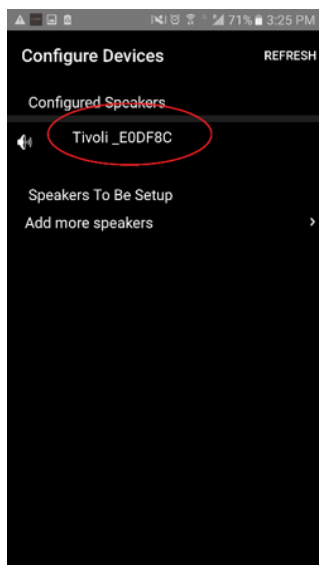 71% 3:25 PM
Configure Devices REFRESH
Configured Speakers
Tivoli _E0DF8C
Speakers To Be Setup
Add more speakers